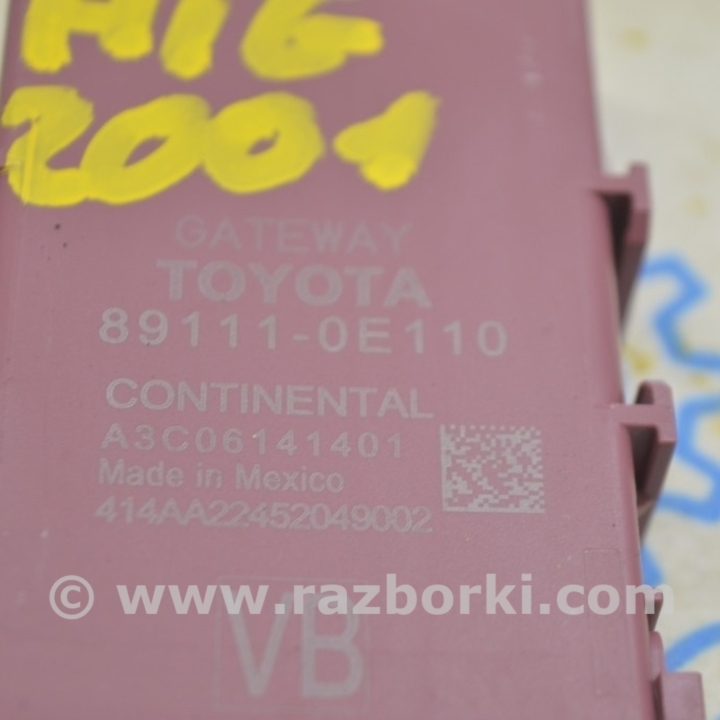 HIG
2001
GATEWAY
TOYOTA
89111-0E110
CONTINENTAL
A3C06141401
Made in Mexico
414AA22452049002
© www.razborki.com
VB